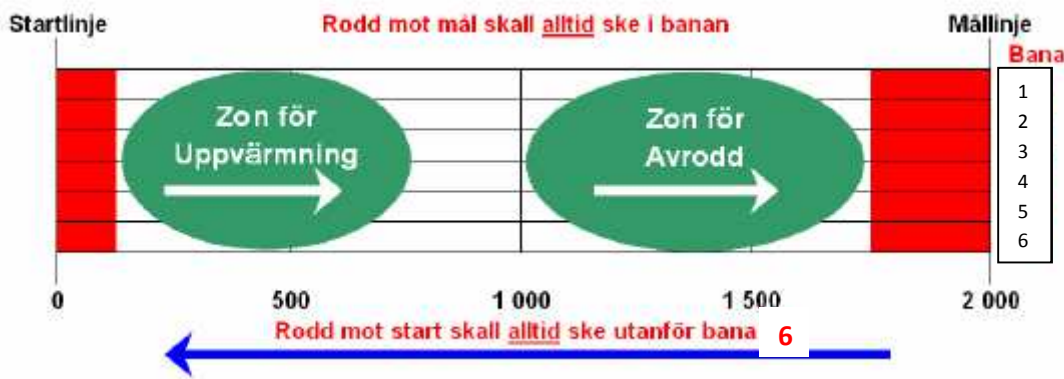 Startlinje
Rodd mot mål skall alltid ske i banan
Mållinje
Bana
Zon för
Uppvärmning
Zon för
Avrodd
1
2
3
4
5
6
0
500
1 000
1 500
2 000
Rodd mot start skall alltid ske utanför bana 6